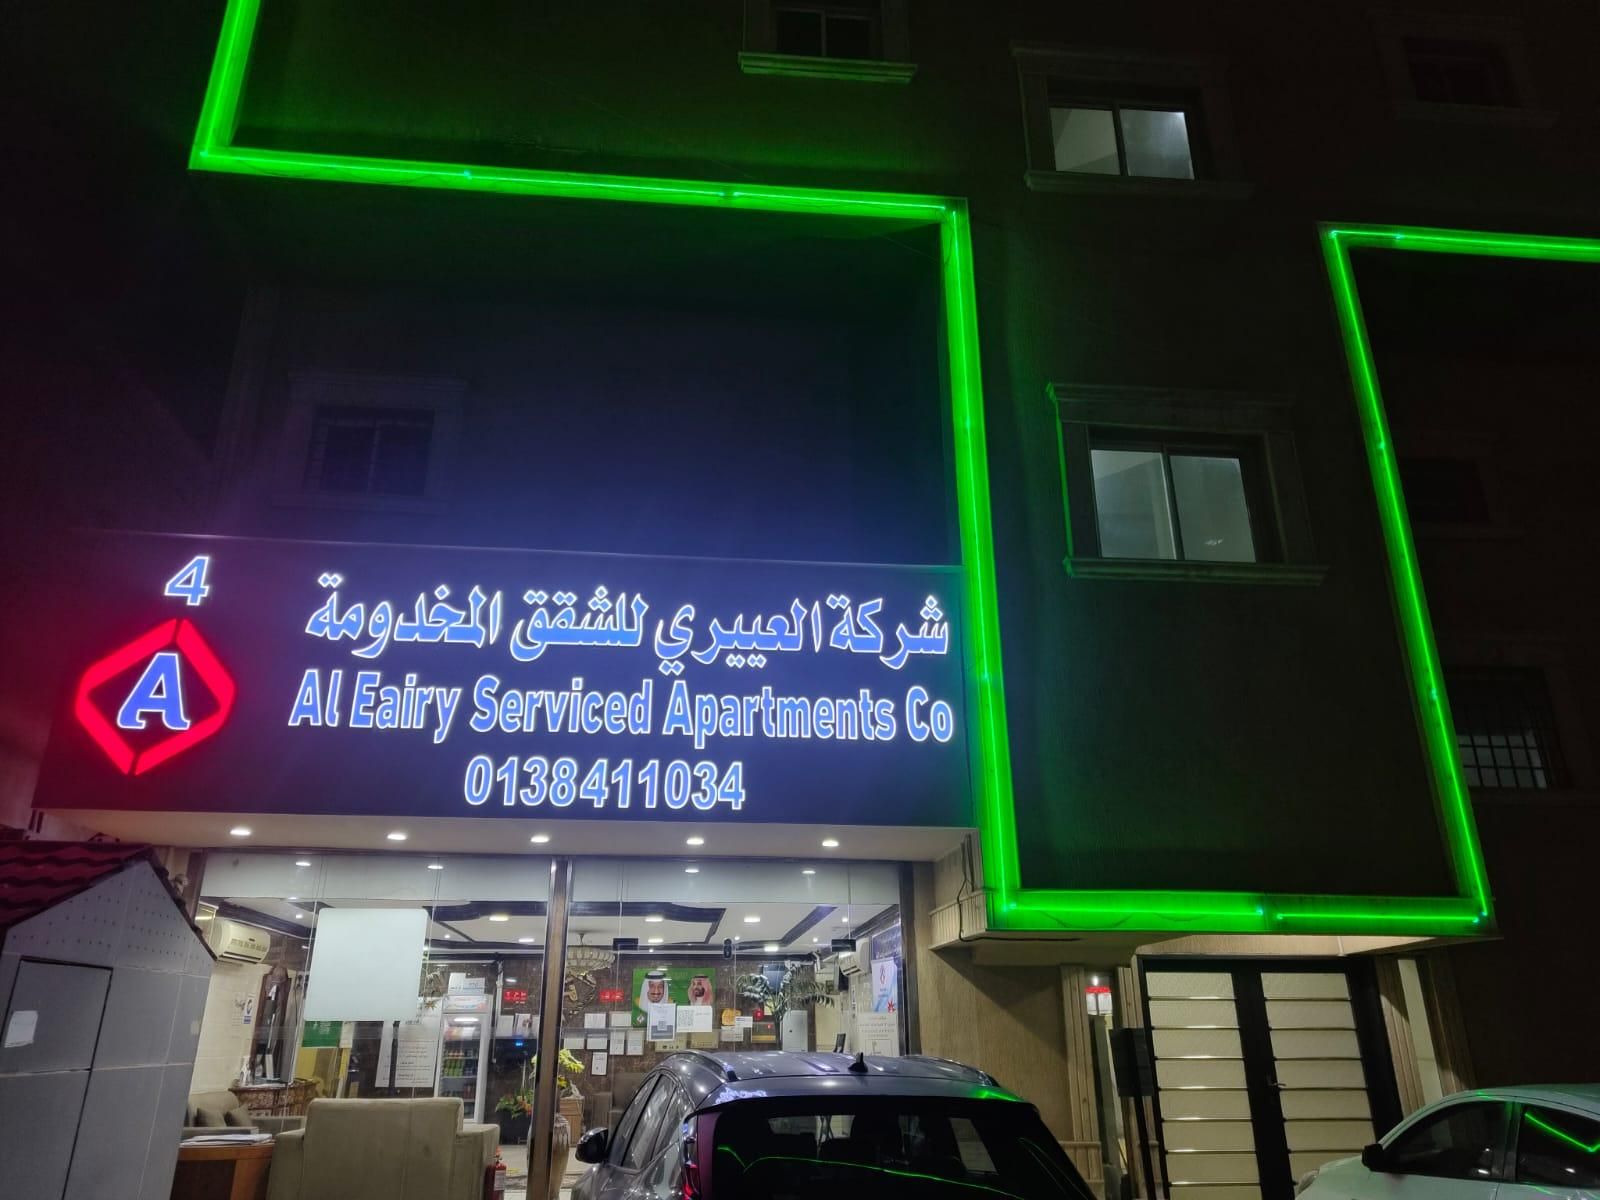 4
A
شركة العييري للشقق المخدومة
Al Eairy Serviced Apartments Co
0138411034